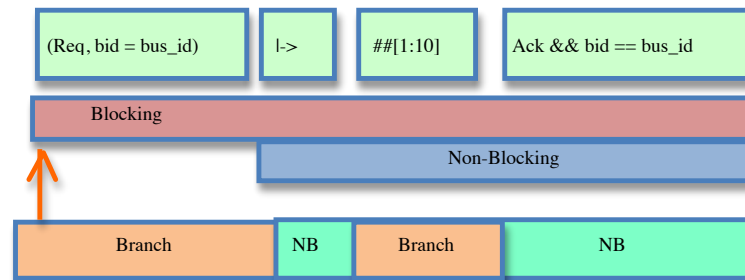 (Req, bid = bus_id) |-> ##[1:10] Ack && bid == bus_id
Blocking
Non-Blocking
Branch NB Branch NB